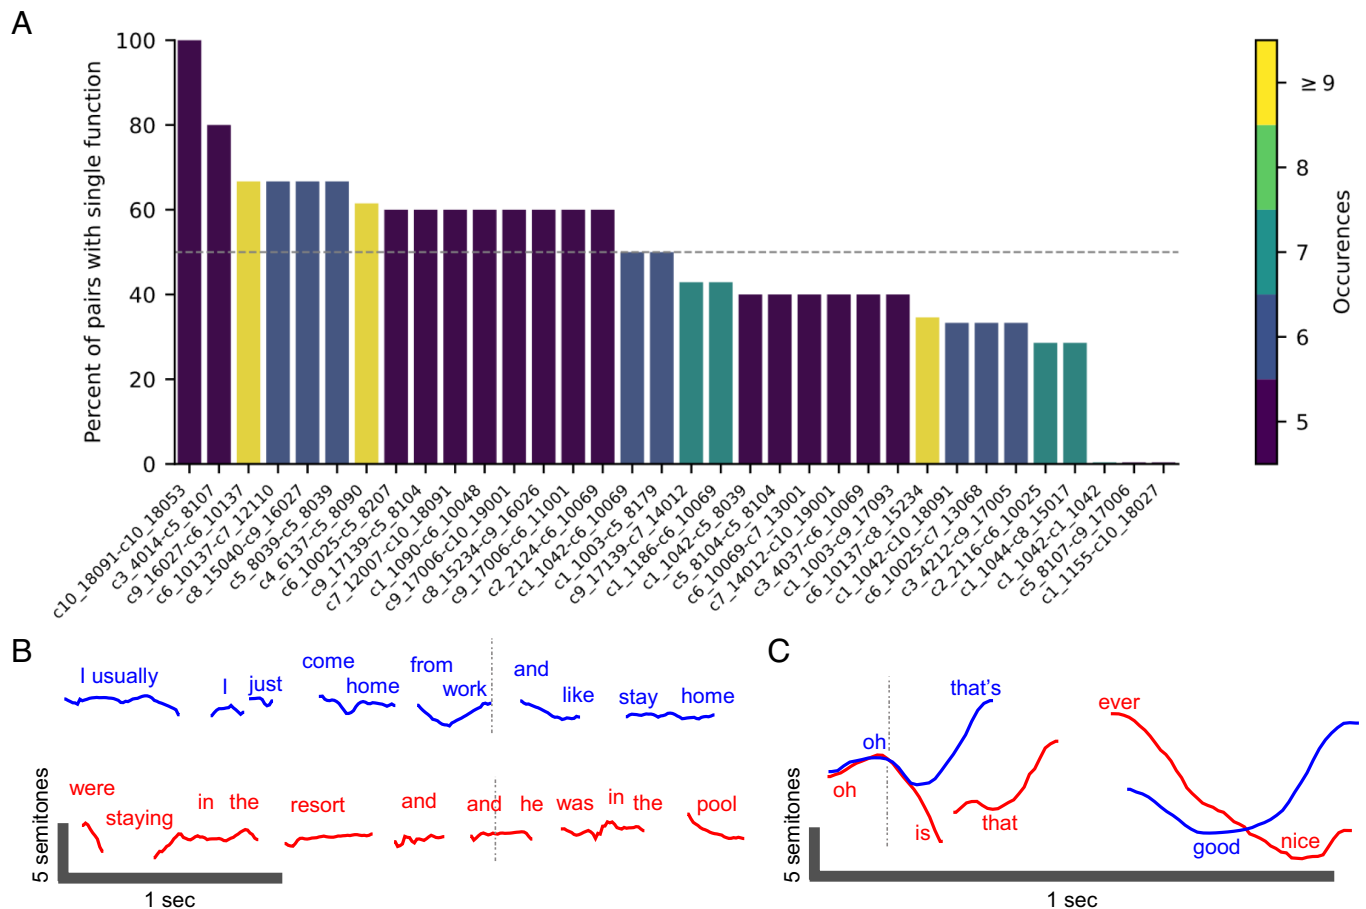 A
Percent of pairs with single function
100
80
60
40
20
0
c10_18091-c10_18053
c3_4014-c5_8107
c9_16027-c6_10137
c6_10137-c7_12110
c8_15040-c9_16027
c5_8039-c5_8039
c4_6137-c5_8090
c6_10025-c5_8207
c9_17139-c5_8104
c7_12007-c10_18091
c1_1090-c6_10048
c9_17006-c10_19001
c8_15234-c9_16026
c9_17006-c6_11001
c2_2124-c6_10069
c1_1042-c6_10069
c1_1003-c5_8179
c9_17139-c7_14012
c1_1186-c6_10069
c1_1042-c5_8039
c5_8104-c5_8104
c6_10069-c7_13001
c7_14012-c10_19001
c3_4037-c6_10069
c1_1003-c9_17093
c6_10137-c8_15234
c1_1042-c10_18091
c6_10025-c7_13068
c3_4212-c9_17005
c2_2116-c6_10025
c1_1044-c8_15017
c1_1042-c1_1042
c5_8107-c9_17006
c1_1155-c10_18027
≥ 9
8
7
6
5
Occurences
B
I usually I just come home from work and like stay home
were staying in the resort and and he was in the pool
5 semitones
1 sec
C
oh that's good
oh is that ever nice
5 semitones
1 sec